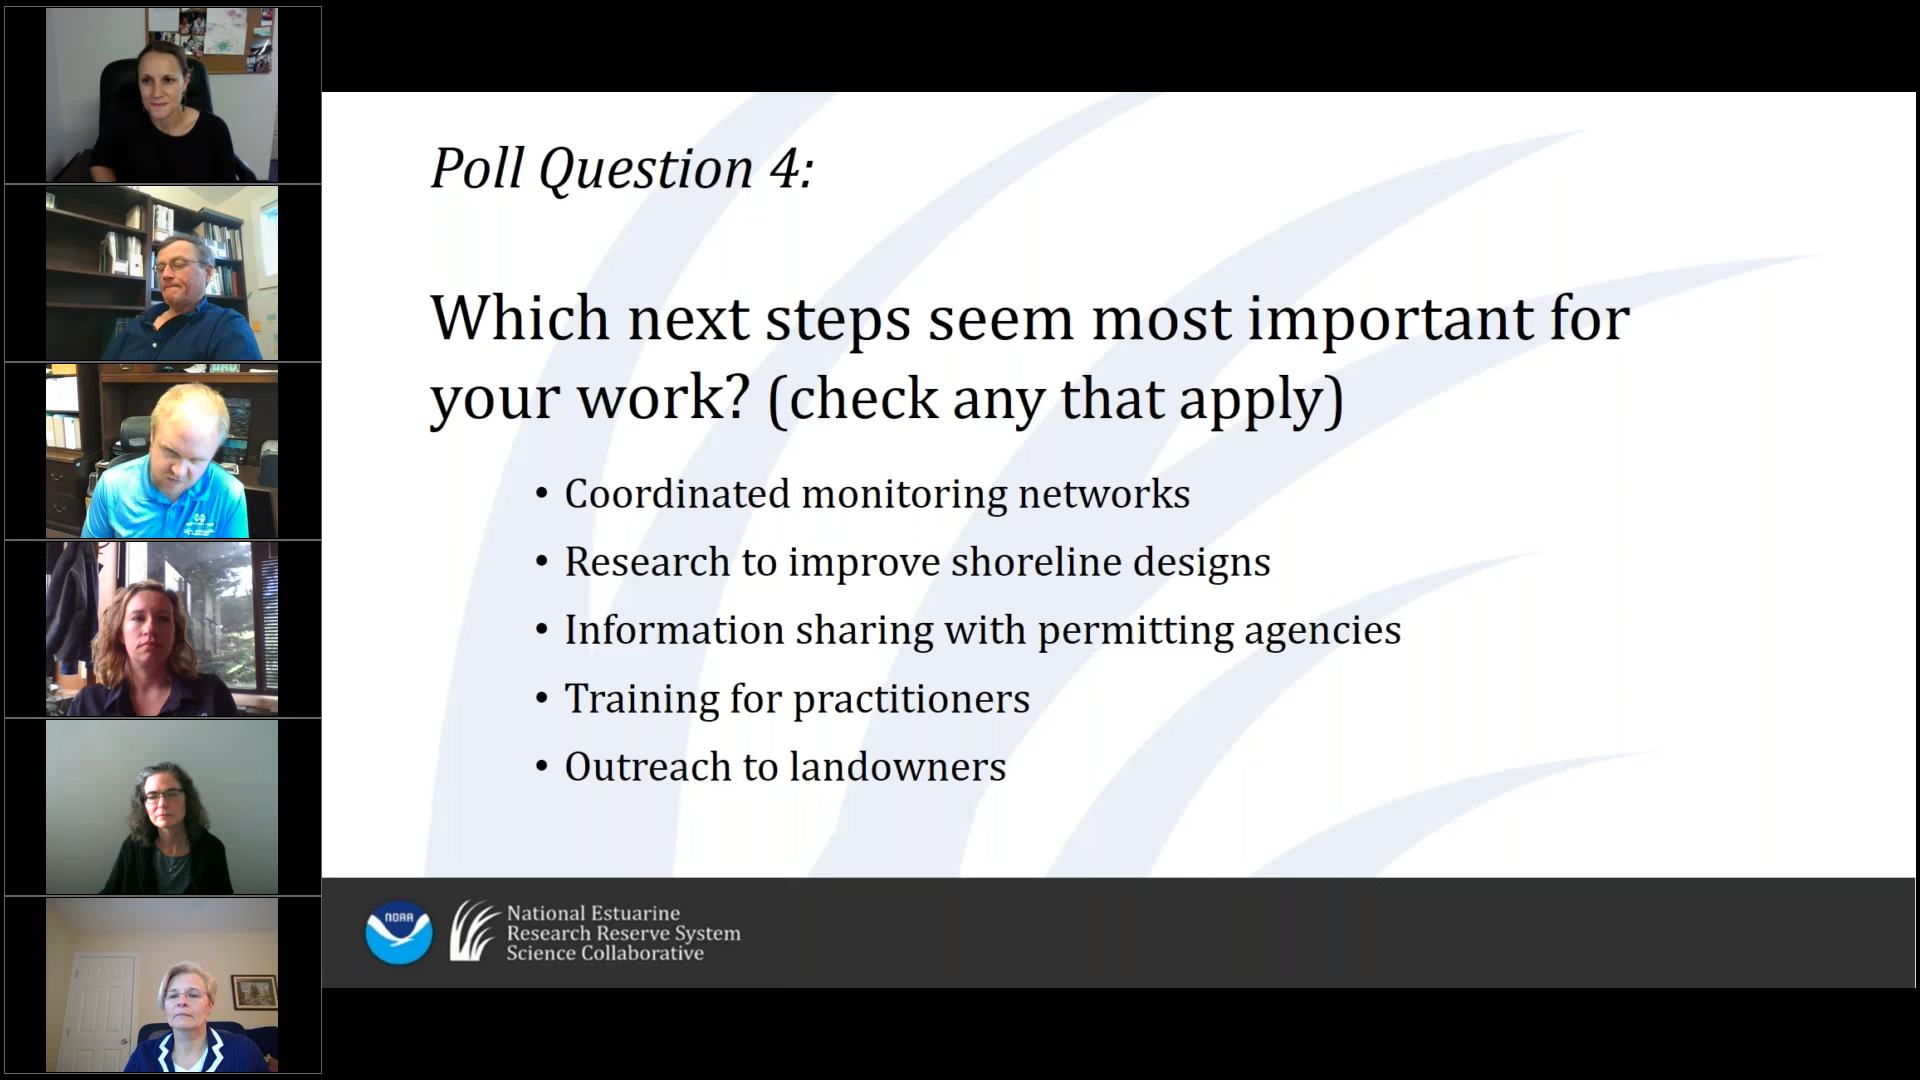 Poll Question 4:
Which next steps seem most important for
your work? (check any that apply)
• Coordinated monitoring networks
• Research to improve shoreline designs
• Information sharing with permitting agencies
• Training for practitioners
• Outreach to landowners
NOAA
National Estuarine
Research Reserve System
Science Collaborative